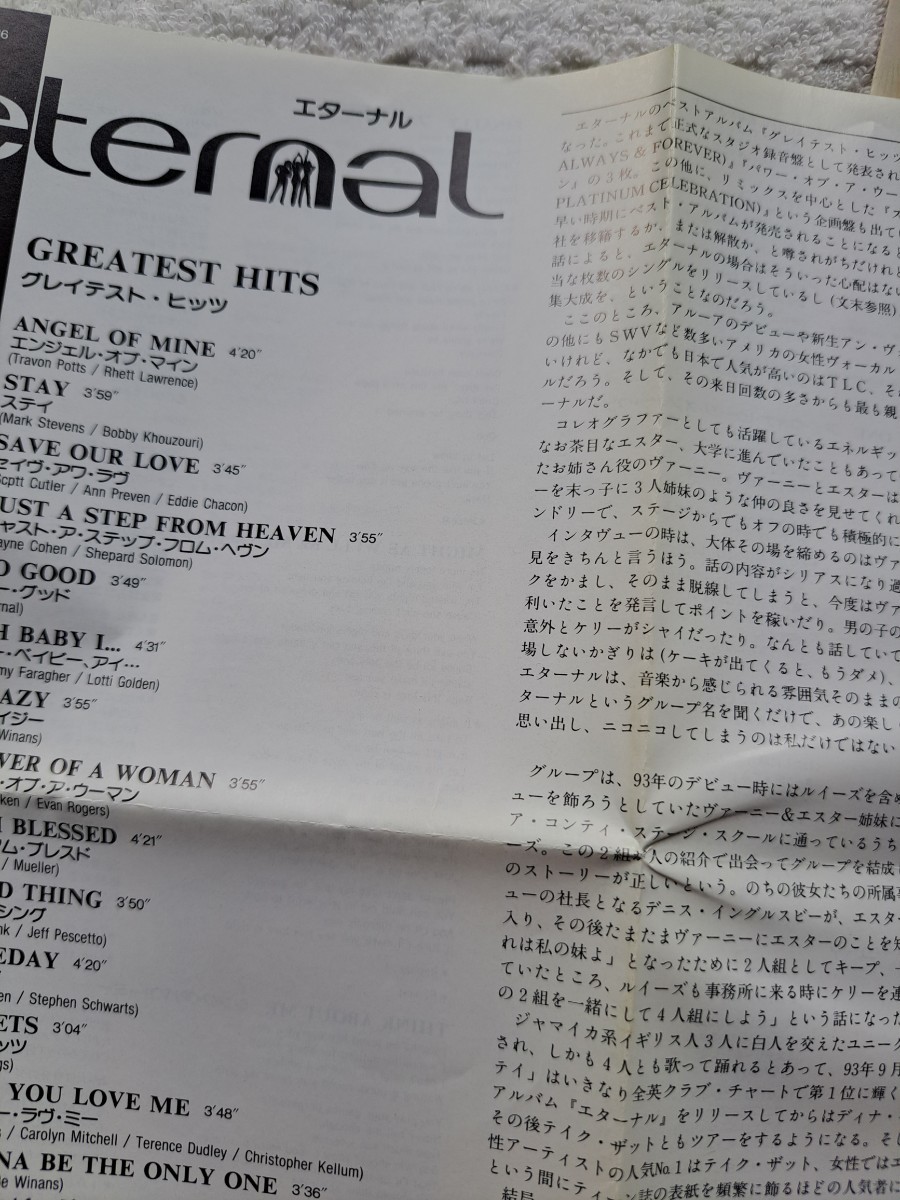 エターナル
eternal
GREATEST HITS
グレイテスト・ヒッツ
ANGEL OF MINE 4'20"
エンジェル・オブ・マイン
(Travon Potts / Rhett Lawrence)
STAY 3'59"
ステイ
(Mark Stevens / Bobby Khouzouri)
SAVE OUR LOVE 3'45"
セイヴ・アワ・ラヴ
Scptt Cutler / Ann Preven / Eddie Chacon)
UST A STEP FROM HEAVEN 3'55"
ャスト・ア・ステップ・フロム・ヘヴン
ayne Cohen / Shepard Solomon)
O GOOD 3'49"
ー・グッド
rnal)
H BABY I... 4'31"
ー・ベイビー、アイ…
my Faragher / Lotti Golden)
AZY 3'55"
イジー
Winans)
WER OF A WOMAN 3'55"
・オブ・ア・ウーマン
ken / Evan Rogers)
I BLESSED 4'21"
ム・ブレスド
/ Mueller)
D THING 3'50"
シング
nk / Jeff Pescetto)
EDAY 4'20"
en / Stephen Schwarts)
ETS 3'04"
ッツ
gs)
YOU LOVE ME 3'48"
ー・ラヴ・ミー
s / Carolyn Mitchell / Terence Dudley / Christopher Kellum)
NA BE THE ONLY ONE 3'36"
le Winans)
エターナルのベストアルバム『グレイテスト・ヒッツ
なった。これまで正式なスタジオ録音盤として発表され
ALWAYS & FOREVER)』『パワー・オブ・ア・ウー
ン』の3枚。この他に、リミックスを中心とした『ス
PLATINUM CELEBRATION)』という企画盤も出てい
早い時期にベスト・アルバムが発売されることになると
社を移籍するか、または解散か、と噂されがちだけれど
話によると、エターナルの場合はそういった心配はない
当な枚数のシングルをリリースしているし(文末参照)
集大成を、ということなのだろう。
ここのところ、アルーアのデビューや新生アン・ヴォ
の他にもSWVなど数多いアメリカの女性ヴォーカル
いけれど、なかでも日本で人気が高いのはTLC、そし
ルだろう。そして、その来日回数の多さからも最も親
ーナルだ。
コレオグラファーとしても活躍しているエネルギッ
なお茶目なエスター、大学に進んでいたこともあって
たお姉さん役のヴァーニー。ヴァーニーとエスターは
ーを末っ子に3人姉妹のような仲の良さを見せてくれ
ンドリーで、ステージからでもオフの時でも積極的に
インタヴューの時は、大体その場を締めるのはヴァ
見をきちんと言うほう。話の内容がシリアスになり過
クをかまし、そのまま脱線してしまうと、今度はヴァ
利いたことを発言してポイントを稼いだり。男の子の
意外とケリーがシャイだったり。なんとも話していて
場しないかぎりは(ケーキが出てくると、もうダメ)、
エターナルは、音楽から感じられる雰囲気そのままの
ターナルというグループ名を聞くだけで、あの楽し
思い出し、ニコニコしてしまうのは私だけではない
グループは、93年のデビュー時にはルイーズを含め
ューを飾ろうとしていたヴァーニー&エスター姉妹に
ア・コンティ・ステージ・スクールに通っているうち
ーズ。この2組が人の紹介で出会ってグループを結成
のストーリーが正しいという。のちの彼女たちの所属事
ューの社長となるデニス・イングルスビーが、エスター
入り、その後たまたまヴァーニーにエスターのことを知
れは私の妹よ」となったために2人組としてキープ、
ていたところ、ルイーズも事務所に来る時にケリーを連
の2組を一緒にして4人組にしよう」という話になった
ジャマイカ系イギリス人3人に白人を交えたユニーク
され、しかも4人とも歌って踊れるとあって、93年9月
テイ」はいきなり全英クラブ・チャートで第1位に輝く
アルバム『エターナル』をリリースしてからはディナ・
その後テイク・ザットともツアーをするようになる。そし
性アーティストの人気No.1はテイク・ザット、女性ではエ
という間にティーン誌の表紙を頻繁に飾るほどの人気者に
結局